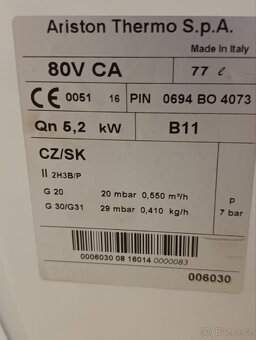 Ariston Thermo S.p.A.
Made in Italy
80V CA 77 ℓ
CE 0051 16 PIN 0694 BO 4073
Qn 5,2 kW B11
CZ/SK
II 2H3B/P
G 20 20 mbar 0,550 m³/h
G 30/G31 29 mbar 0,410 kg/h
p
7 bar
0006030 08 16014 0000083
006030